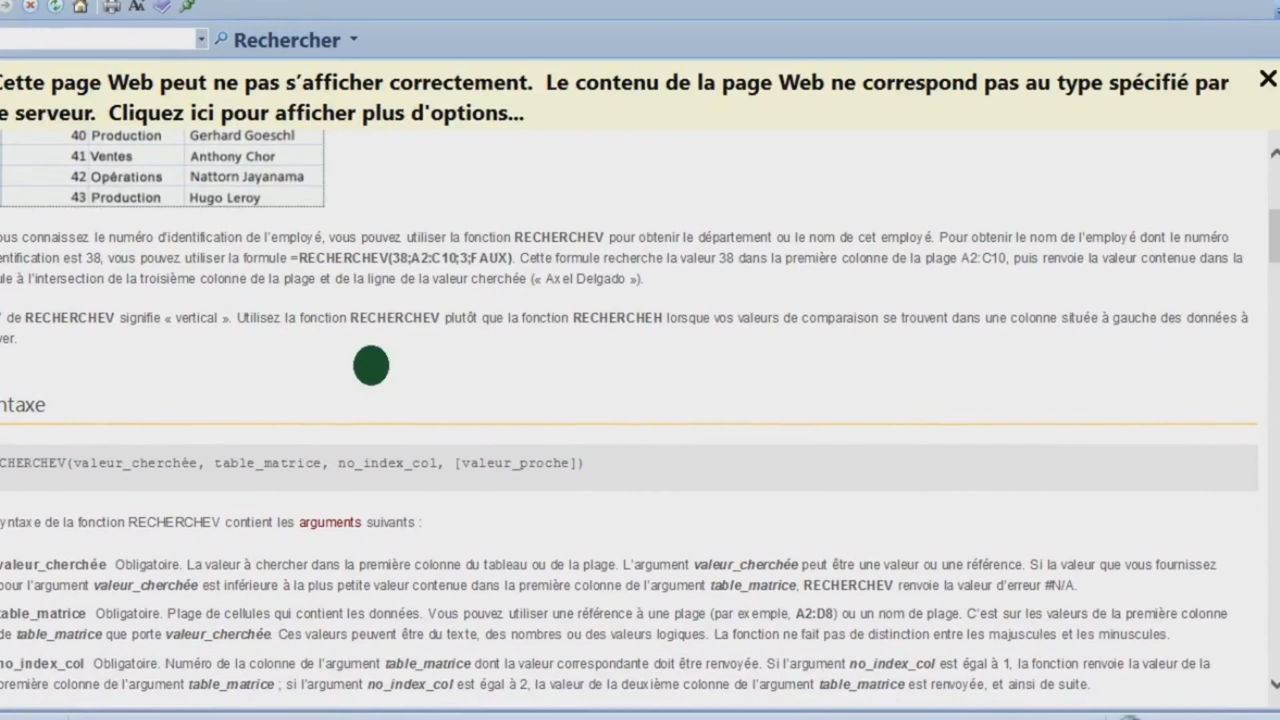 Rechercher
Cette page Web peut ne pas s’afficher correctement. Le contenu de la page Web ne correspond pas au type spécifié par
e serveur. Cliquez ici pour afficher plus d'options...
40 Production Gerhard Goeschl
41 Ventes Anthony Chor
42 Opérations Nattorn Jayanama
43 Production Hugo Leroy
ous connaissez le numéro d'identification de l'employé, vous pouvez utiliser la fonction RECHERCHEV pour obtenir le département ou le nom de cet employé. Pour obtenir le nom de l'employé dont le numéro
entification est 38, vous pouvez utiliser la formule =RECHERCHEV(38;A2:C10;3;FAUX). Cette formule recherche la valeur 38 dans la première colonne de la plage A2:C10, puis renvoie la valeur contenue dans la
ule à l'intersection de la troisième colonne de la plage et de la ligne de la valeur cherchée (« Axel Delgado »).
' de RECHERCHEV signifie « vertical ». Utilisez la fonction RECHERCHEV plutôt que la fonction RECHERCHEH lorsque vos valeurs de comparaison se trouvent dans une colonne située à gauche des données à
ver.
ntaxe
CHERCHEV(valeur_cherchée, table_matrice, no_index_col, [valeur_proche])
yntaxe de la fonction RECHERCHEV contient les arguments suivants :
valeur_cherchée Obligatoire. La valeur à chercher dans la première colonne du tableau ou de la plage. L'argument valeur_cherchée peut être une valeur ou une référence. Si la valeur que vous fournissez
pour l'argument valeur_cherchée est inférieure à la plus petite valeur contenue dans la première colonne de l'argument table_matrice, RECHERCHEV renvoie la valeur d'erreur #N/A.
table_matrice Obligatoire. Plage de cellules qui contient les données. Vous pouvez utiliser une référence à une plage (par exemple, A2:D8) ou un nom de plage. C'est sur les valeurs de la première colonne
de table_matrice que porte valeur_cherchée. Ces valeurs peuvent être du texte, des nombres ou des valeurs logiques. La fonction ne fait pas de distinction entre les majuscules et les minuscules.
no_index_col Obligatoire. Numéro de la colonne de l'argument table_matrice dont la valeur correspondante doit être renvoyée. Si l'argument no_index_col est égal à 1, la fonction renvoie la valeur de la
première colonne de l'argument table_matrice ; si l'argument no_index_col est égal à 2, la valeur de la deuxième colonne de l'argument table_matrice est renvoyée, et ainsi de suite.